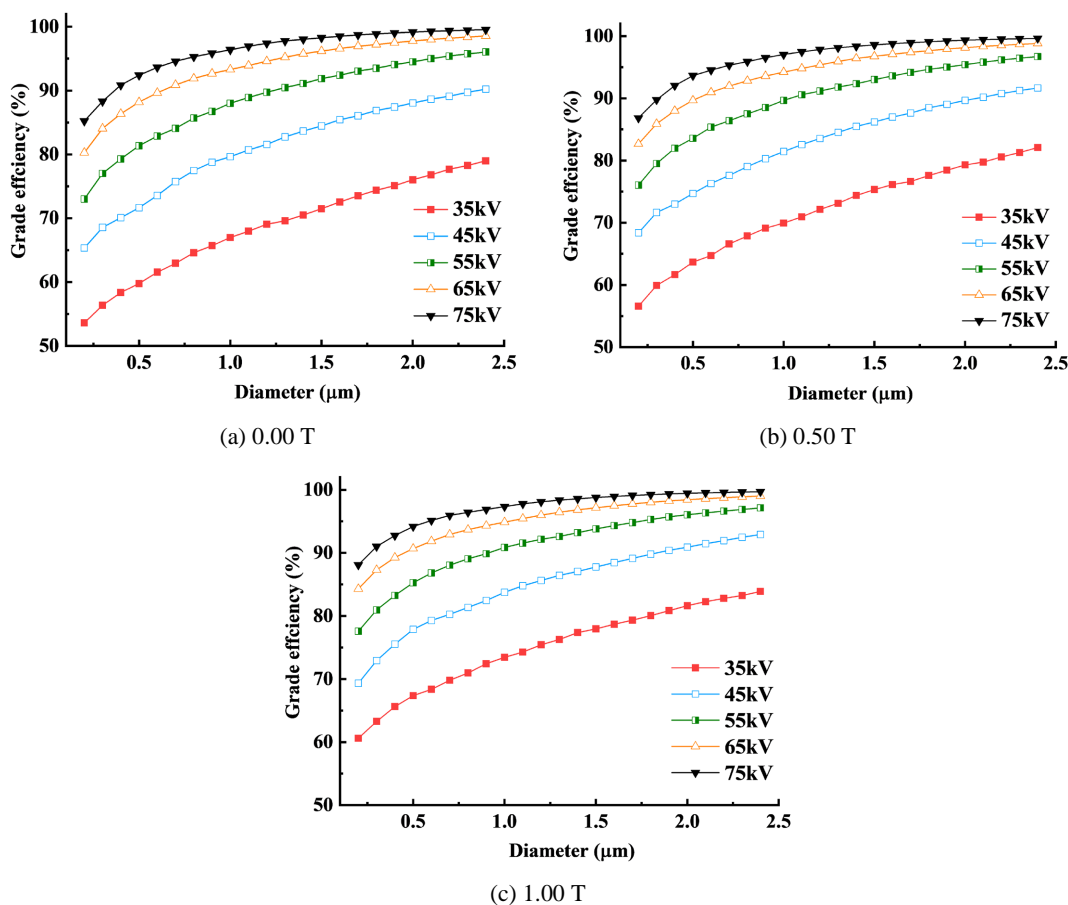 100
90
80
70
60
50
Grade effciency (%)
35kV
45kV
55kV
65kV
75kV
0.5 1.0 1.5 2.0 2.5
Diameter (μm)
(a) 0.00 T
100
90
80
70
60
50
Grade effciency (%)
35kV
45kV
55kV
65kV
75kV
0.5 1.0 1.5 2.0 2.5
Diameter (μm)
(b) 0.50 T
100
90
80
70
60
50
Grade effciency (%)
35kV
45kV
55kV
65kV
75kV
0.5 1.0 1.5 2.0 2.5
Diameter (μm)
(c) 1.00 T